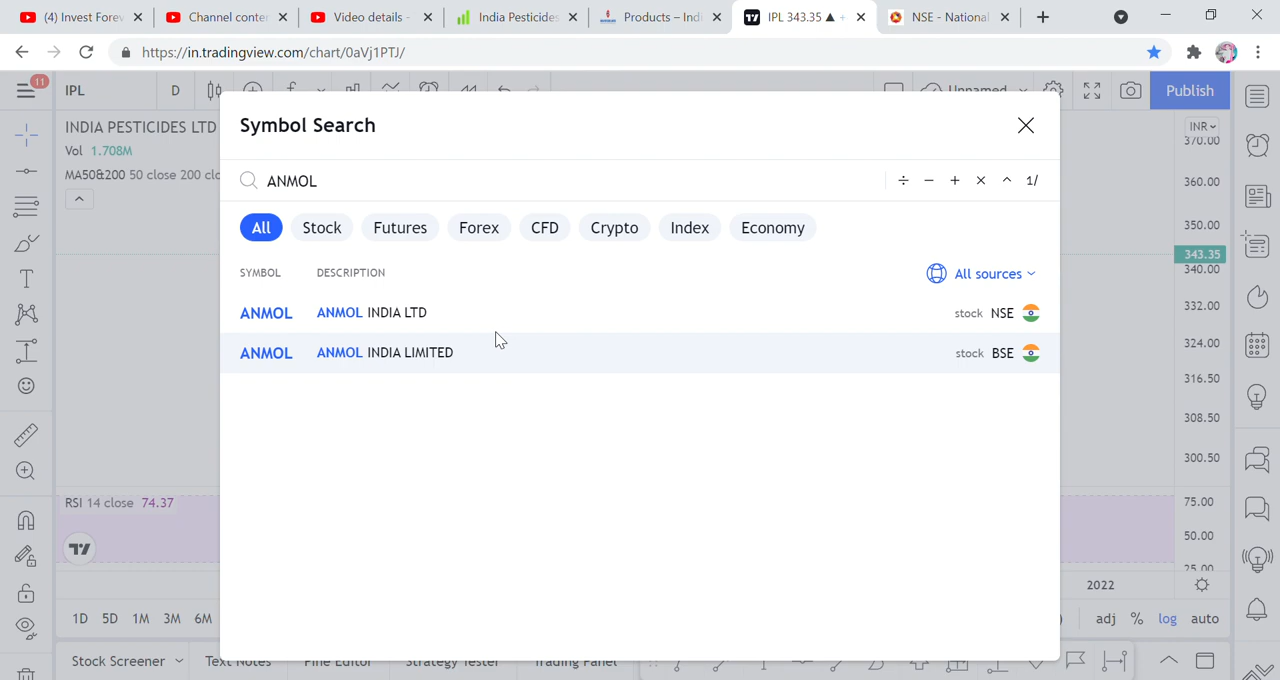 (4) Invest Forev
Channel conte
Video details -
India Pesticides
Products – Indi
IPL 343.35 ▲ +
NSE - National
https://in.tradingview.com/chart/0aVj1PTJ/
11
IPL
D
Unnamed
Publish
INDIA PESTICIDES LTD
Vol 1.708M
MA50&200 50 close 200 clo
Symbol Search
ANMOL
÷ − + × ^ 1/
All Stock Futures Forex CFD Crypto Index Economy
SYMBOL DESCRIPTION
All sources
ANMOL ANMOL INDIA LTD stock NSE
ANMOL ANMOL INDIA LIMITED stock BSE
INR
370.00
360.00
350.00
343.35
340.00
332.00
324.00
316.50
308.50
300.50
RSI 14 close 74.37
75.00
50.00
25.00
2022
1D 5D 1M 3M 6M
adj % log auto
Stock Screener Text Notes Pine Editor Strategy Tester Trading Panel